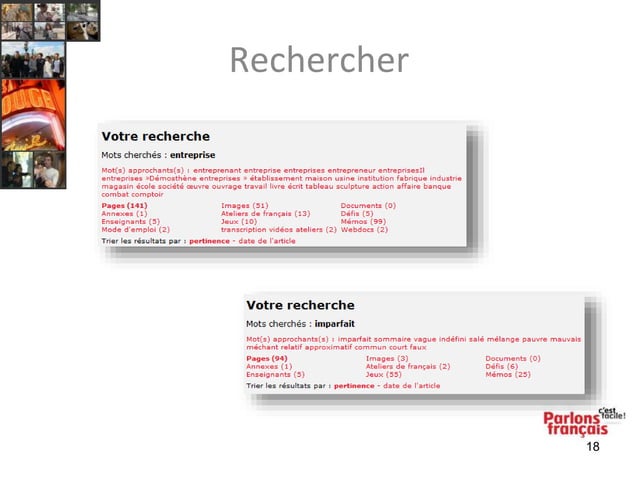 Rechercher
Votre recherche
Mots cherchés : entreprise
Mot(s) approchants(s) : entreprenant entreprise entreprises entrepreneur entreprisesIl
entreprises »Démosthène entreprises > établissement maison usine institution fabrique industrie
magasin école société œuvre ouvrage travail livre écrit tableau sculpture action affaire banque
combat comptoir
Pages (141) Images (51) Documents (0)
Annexes (1) Ateliers de français (13) Défis (5)
Enseignants (5) Jeux (10) Mémos (99)
Mode d'emploi (2) transcription vidéos ateliers (2) Webdocs (2)
Trier les résultats par : pertinence - date de l'article
Votre recherche
Mots cherchés : imparfait
Mot(s) approchants(s) : imparfait sommaire vague indéfini salé mélange pauvre mauvais
méchant relatif approximatif commun court faux
Pages (94) Images (3) Documents (0)
Annexes (1) Ateliers de français (2) Défis (6)
Enseignants (5) Jeux (55) Mémos (25)
Trier les résultats par : pertinence - date de l'article
Parlons c'est facile!
français
18